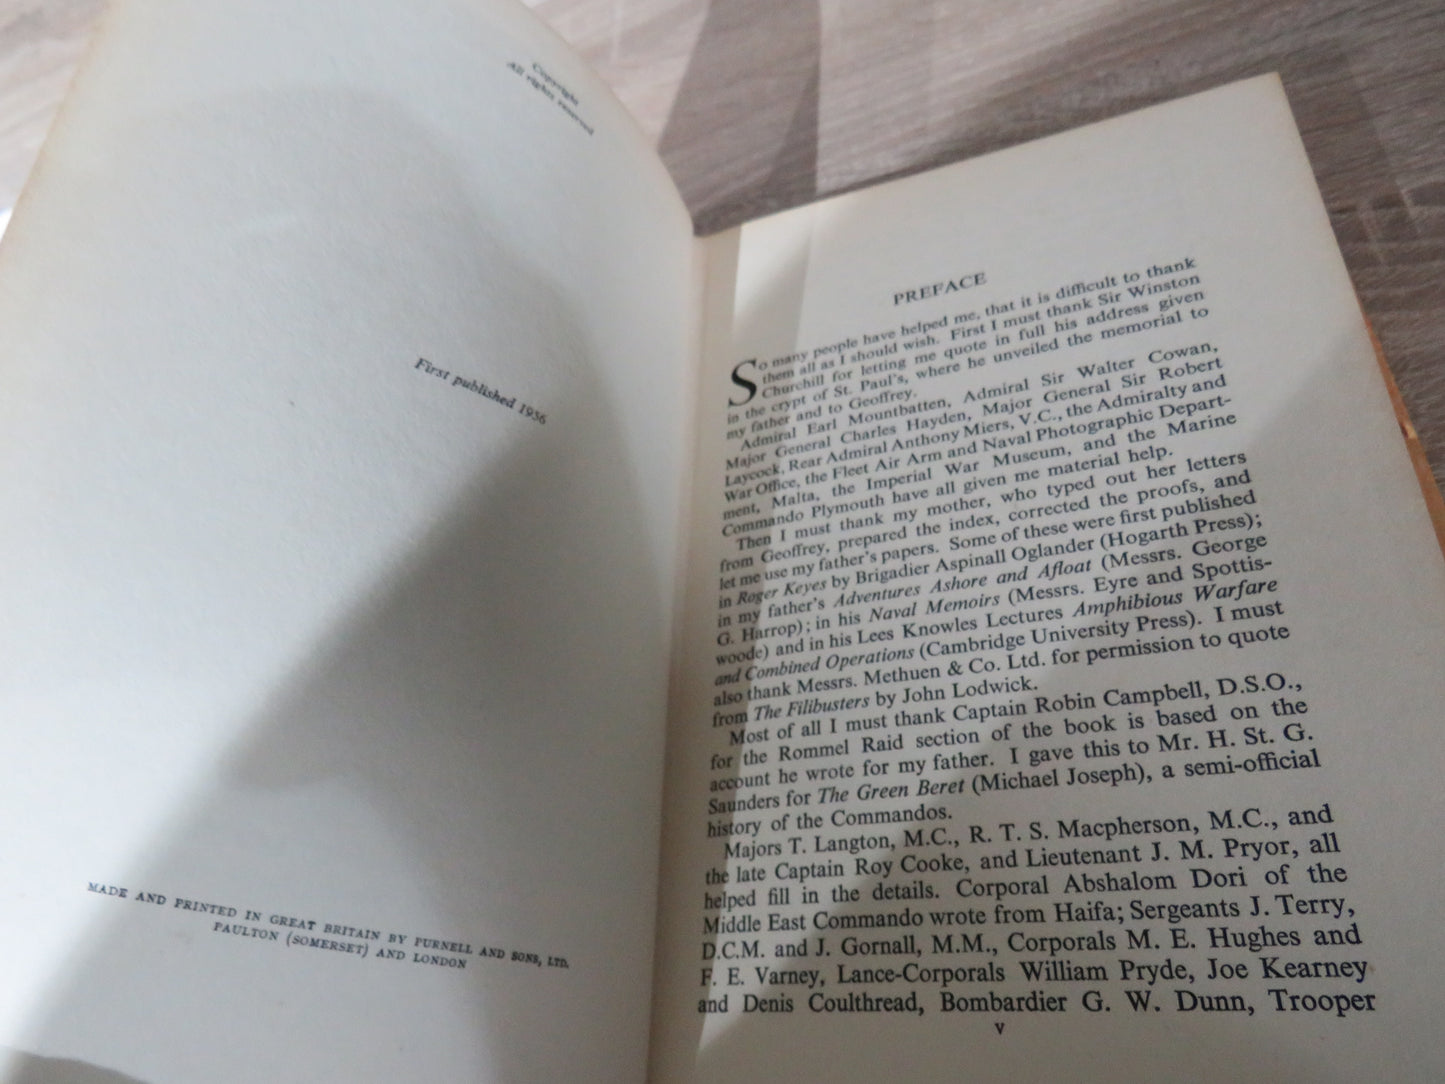 Copyright
All rights reserved
First published 1956
MADE AND PRINTED IN GREAT BRITAIN BY PURNELL AND SONS, LTD.
PAULTON (SOMERSET) AND LONDON
PREFACE
So many people have helped me, that it is difficult to thank
them all as I should wish. First I must thank Sir Winston
Churchill for letting me quote in full his address given
in the crypt of St. Paul's, where he unveiled the memorial to
my father and to Geoffrey.
Admiral Earl Mountbatten, Admiral Sir Walter Cowan,
Major General Charles Hayden, Major General Sir Robert
Laycock, Rear Admiral Anthony Miers, V.C., the Admiralty and
War Office, the Fleet Air Arm and Naval Photographic Depart-
ment, Malta, the Imperial War Museum, and the Marine
Commando Plymouth have all given me material help.
Then I must thank my mother, who typed out her letters
from Geoffrey, prepared the index, corrected the proofs, and
let me use my father's papers. Some of these were first published
in Roger Keyes by Brigadier Aspinall Oglander (Hogarth Press);
in my father's Adventures Ashore and Afloat (Messrs. George
G. Harrop); in his Naval Memoirs (Messrs. Eyre and Spottis-
woode) and in his Lees Knowles Lectures Amphibious Warfare
and Combined Operations (Cambridge University Press). I must
also thank Messrs. Methuen & Co. Ltd. for permission to quote
from The Filibusters by John Lodwick.
Most of all I must thank Captain Robin Campbell, D.S.O.,
for the Rommel Raid section of the book is based on the
account he wrote for my father. I gave this to Mr. H. St. G.
Saunders for The Green Beret (Michael Joseph), a semi-official
history of the Commandos.
Majors T. Langton, M.C., R. T. S. Macpherson, M.C., and
the late Captain Roy Cooke, and Lieutenant J. M. Pryor, all
helped fill in the details. Corporal Abshalom Dori of the
Middle East Commando wrote from Haifa; Sergeants J. Terry,
D.C.M. and J. Gornall, M.M., Corporals M. E. Hughes and
F. E. Varney, Lance-Corporals William Pryde, Joe Kearney
and Denis Coulthread, Bombardier G. W. Dunn, Trooper
v